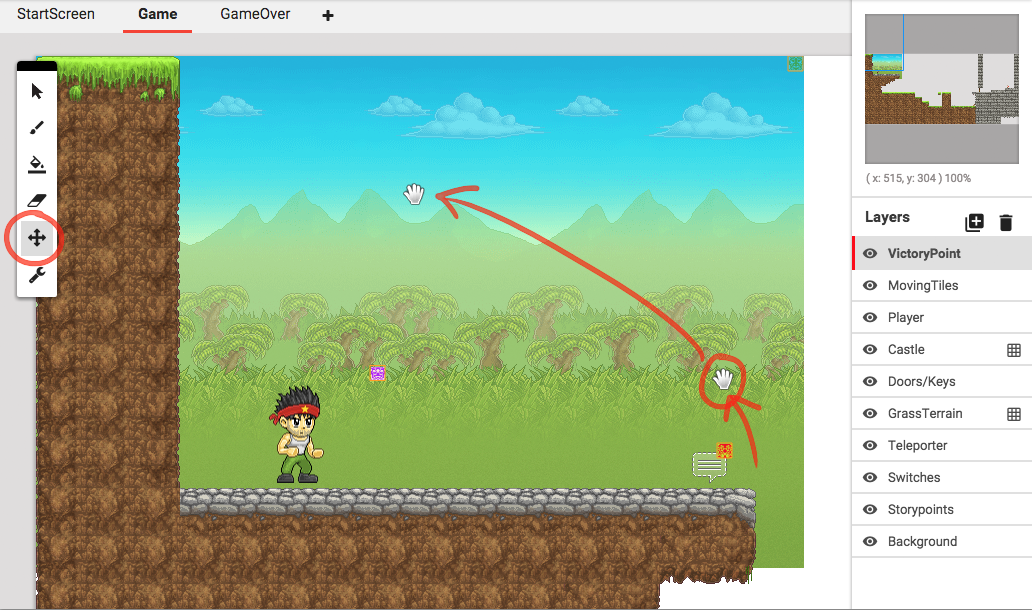 StartScreen Game GameOver +
( x: 515, y: 304 ) 100%
Layers
VictoryPoint
MovingTiles
Player
Castle
Doors/Keys
GrassTerrain
Teleporter
Switches
Storypoints
Background